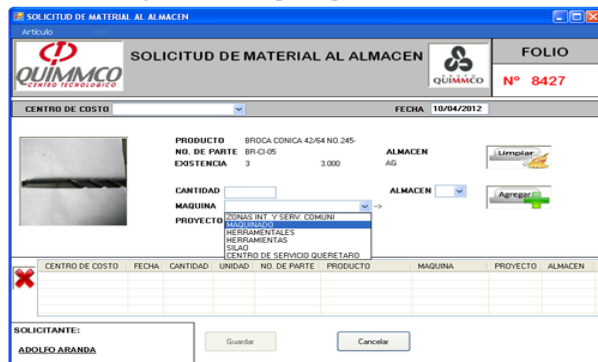 SOLICITUD DE MATERIAL AL ALMACEN
Articulo
QUÍMMCO
CENTRO TECNOLOGICO
SOLICITUD DE MATERIAL AL ALMACEN
GRUPO
QUÍMMCO
FOLIO
N° 8427
CENTRO DE COSTO
FECHA 10/04/2012
PRODUCTO BROCA CONICA 42/64 NO.245-
NO. DE PARTE BR-CI-05 ALMACEN
EXISTENCIA 3 3.000 AG
Limpiar
CANTIDAD ALMACEN
Agregar
MAQUINA ->
PROYECTO
ZONAS INT. Y SERV. COMUNI
MAQUINADO
HERRAMENTALES
HERRAMIENTAS
SILAO
CENTRO DE SERVICIO QUERETARO
CENTRO DE COSTO FECHA CANTIDAD UNIDAD NO. DE PARTE PRODUCTO MAQUINA PROYECTO ALMACEN
SOLICITANTE:
ADOLFO ARANDA
Guardar Cancelar